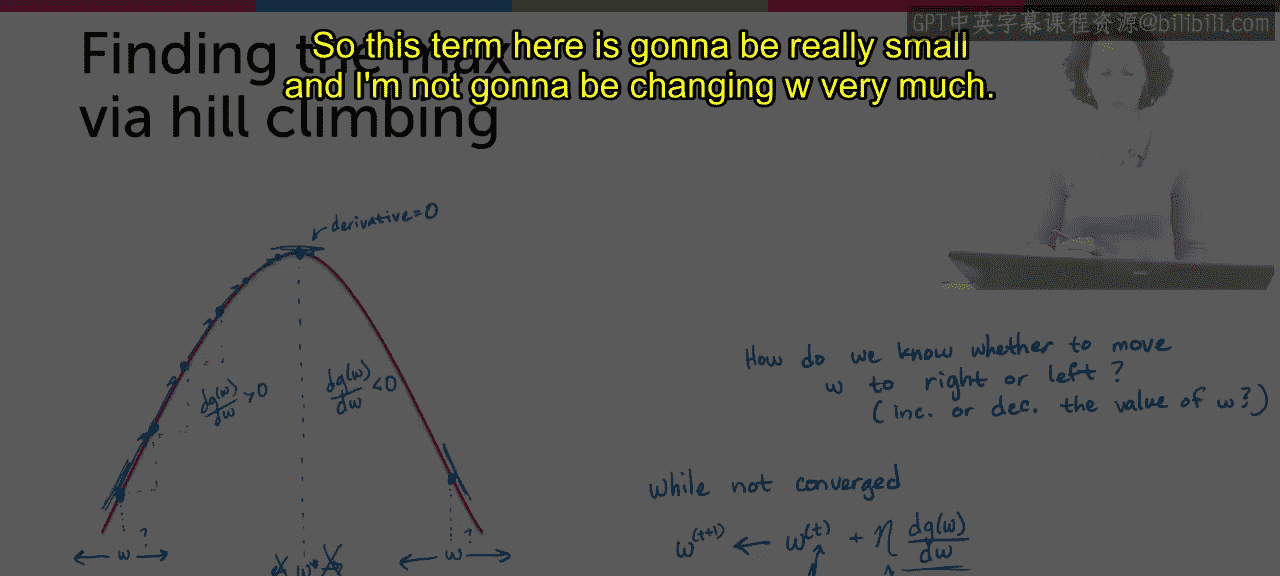 GPT中英字幕课程资源@bilibili.com
So this term here is gonna be really small
and I'm not gonna be changing w very much.
Finding the max
via hill climbing
derivative=0
dg(w)/dw >0
dg(w)/dw <0
How do we know whether to move
w to right or left?
(inc. or dec. the value of w?)
While not converged
w^(t+1) ← w^(t) + η dg(w)/dw
?
?
← w →
w*
← w →